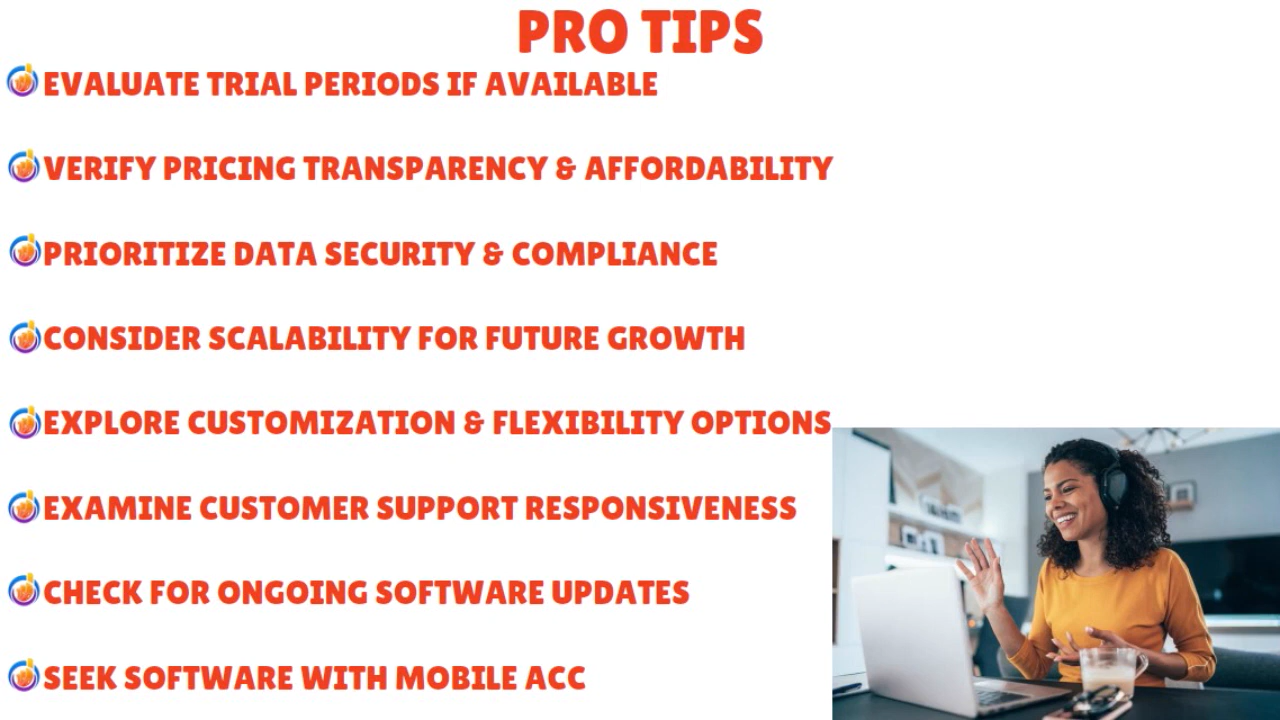 PRO TIPS
EVALUATE TRIAL PERIODS IF AVAILABLE
VERIFY PRICING TRANSPARENCY & AFFORDABILITY
PRIORITIZE DATA SECURITY & COMPLIANCE
CONSIDER SCALABILITY FOR FUTURE GROWTH
EXPLORE CUSTOMIZATION & FLEXIBILITY OPTIONS
EXAMINE CUSTOMER SUPPORT RESPONSIVENESS
CHECK FOR ONGOING SOFTWARE UPDATES
SEEK SOFTWARE WITH MOBILE ACC